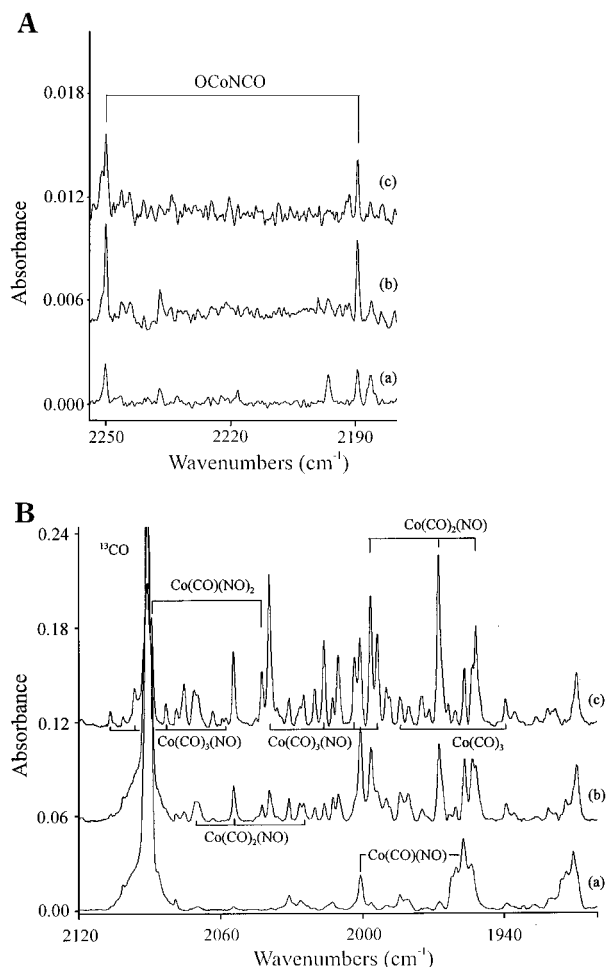 A
OCoNCO
0.018
(c)
0.012
Absorbance
(b)
0.006
(a)
0.000
2250
2220
2190
Wavenumbers (cm-1)
B
0.24
Co(CO)2(NO)
13CO
Co(CO)(NO)2
0.18
Absorbance
(c)
0.12
Co(CO)3(NO)
Co(CO)3(NO)
Co(CO)3
(b)
0.06
Co(CO)2(NO)
Co(CO)(NO)
(a)
0.00
2120
2060
2000
1940
Wavenumbers (cm-1)